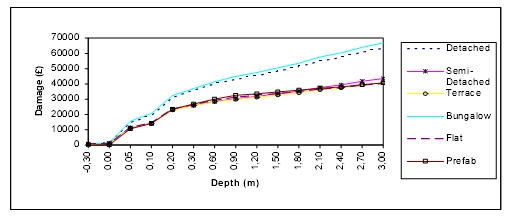 70000
60000
50000
40000
30000
20000
10000
0
Damage (£)
-0.30
0.00
0.05
0.10
0.20
0.30
0.60
0.90
1.20
1.50
1.80
2.10
2.40
2.70
3.00
Depth (m)
Detached
Semi-
Detached
Terrace
Bungalow
Flat
Prefab